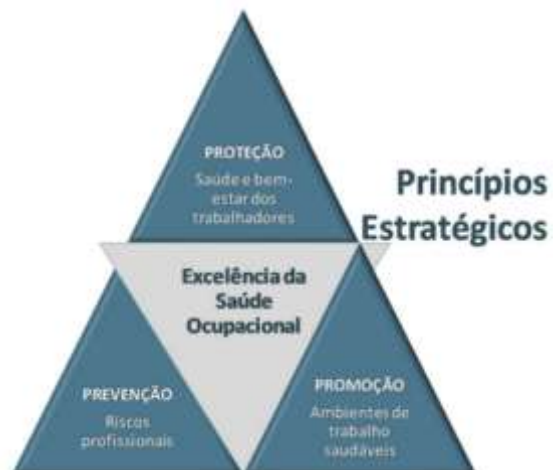 PROTEÇÃO
Saúde e bem-
estar dos
trabalhadores
Princípios
Estratégicos
Excelência da
Saúde
Ocupacional
PREVENÇÃO
Riscos
profissionais
PROMOÇÃO
Ambientes de
trabalho
saudáveis